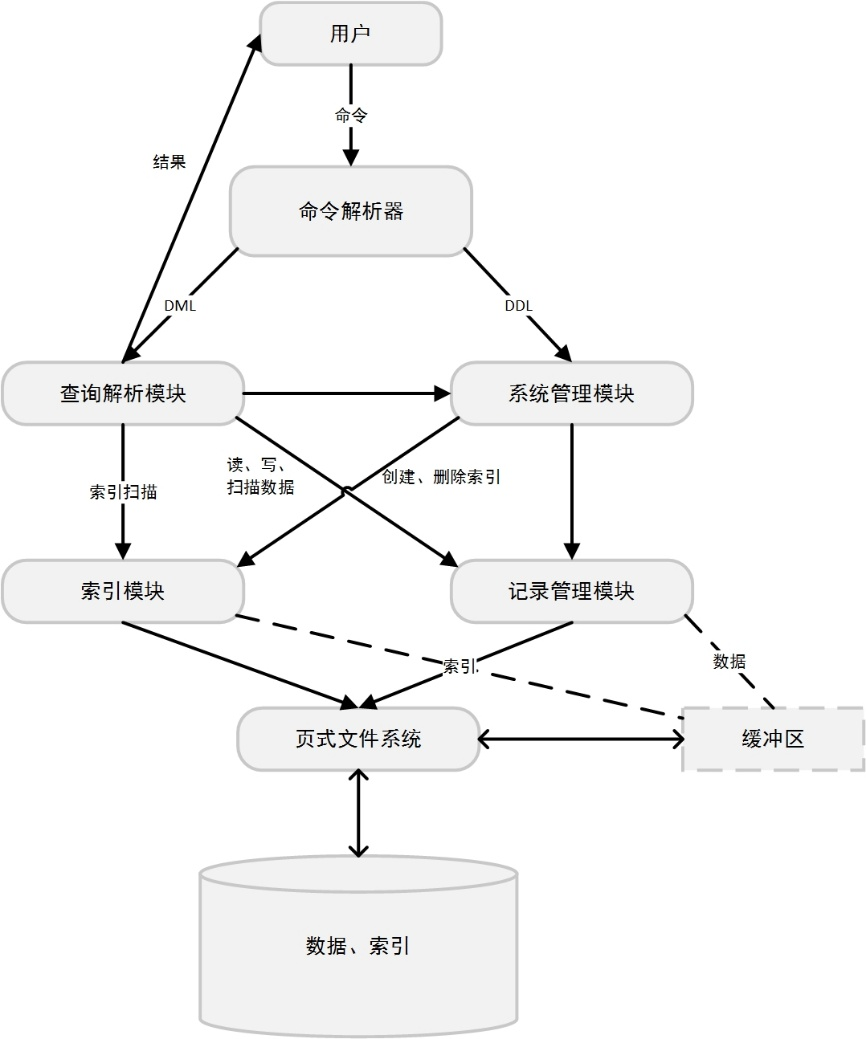 用户
命令
结果
命令解析器
DML
DDL
查询解析模块
系统管理模块
读、写、
扫描数据
创建、删除索引
索引扫描
索引模块
记录管理模块
索引
数据
页式文件系统
缓冲区
数据、索引